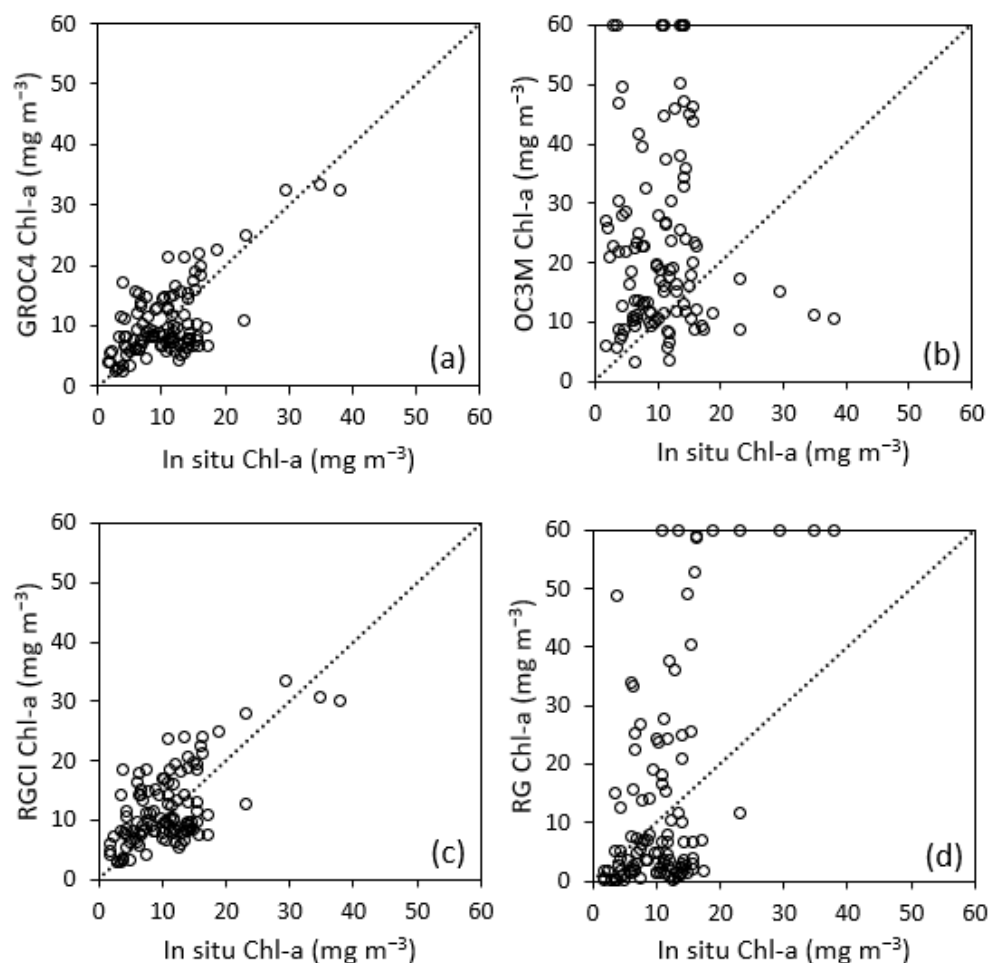 60
50
40
30
20
10
0
GROC4 Chl-a (mg m⁻³)
(a)
0 10 20 30 40 50 60
In situ Chl-a (mg m⁻³)
60
50
40
30
20
10
0
OC3M Chl-a (mg m⁻³)
(b)
0 10 20 30 40 50 60
In situ Chl-a (mg m⁻³)
60
50
40
30
20
10
0
RGCI Chl-a (mg m⁻³)
(c)
0 10 20 30 40 50 60
In situ Chl-a (mg m⁻³)
60
50
40
30
20
10
0
RG Chl-a (mg m⁻³)
(d)
0 10 20 30 40 50 60
In situ Chl-a (mg m⁻³)